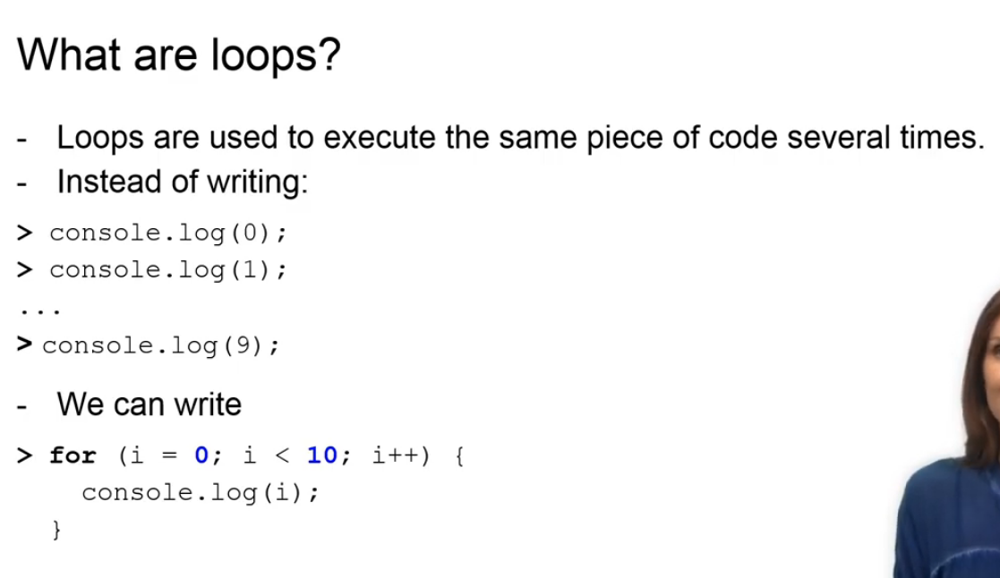 What are loops?
- Loops are used to execute the same piece of code several times.
- Instead of writing:
> console.log(0);
> console.log(1);
...
> console.log(9);
- We can write
> for (i = 0; i < 10; i++) {
console.log(i);
}